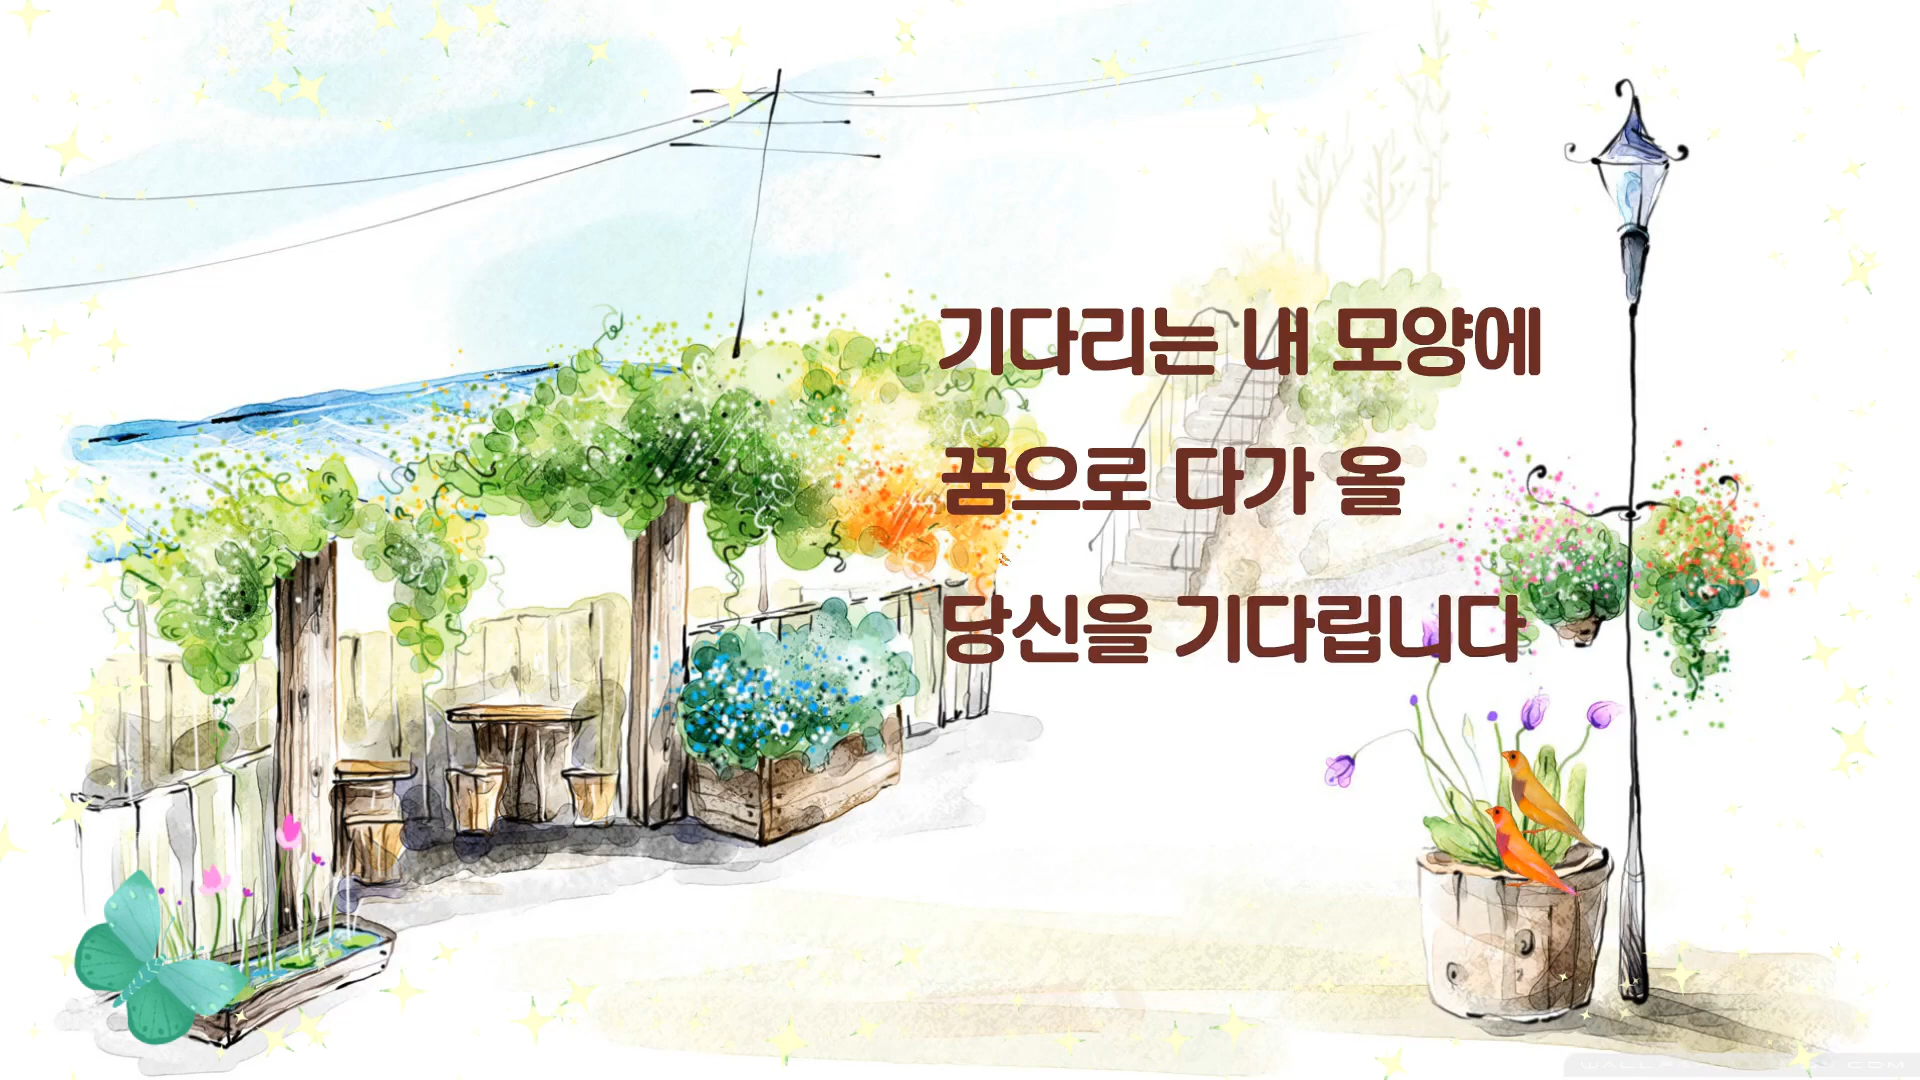 기다리는 내 모양에
꿈으로 다가 올
당신을 기다립니다